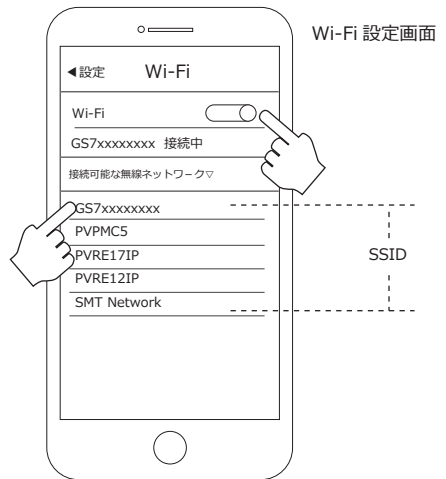 Wi-Fi 設定画面
◀設定 Wi-Fi
Wi-Fi
GS7xxxxxxxx 接続中
接続可能な無線ネットワーク▽
GS7xxxxxxxx
PVPMC5
PVRE17IP
PVRE12IP
SMT Network
SSID